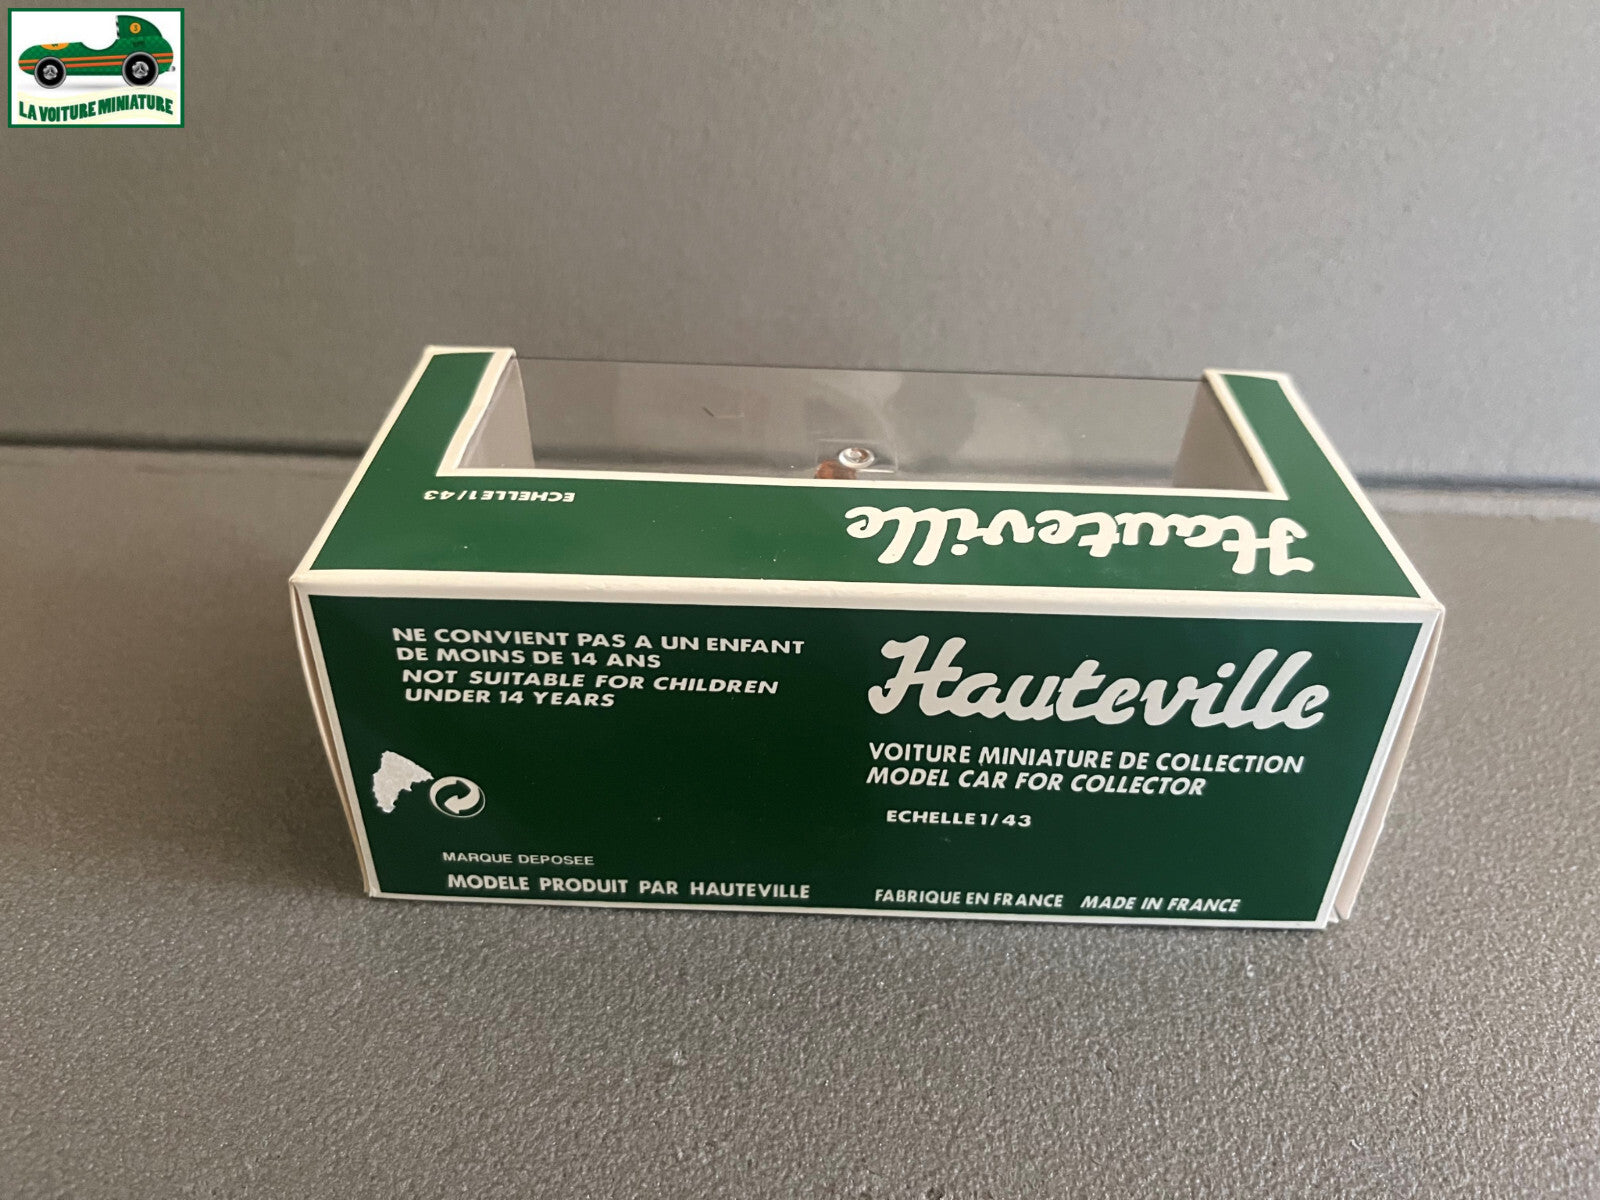 LA VOITURE MINIATURE
ECHELLE 1/43
Hauteville
NE CONVIENT PAS A UN ENFANT
DE MOINS DE 14 ANS
NOT SUITABLE FOR CHILDREN
UNDER 14 YEARS
Hauteville
VOITURE MINIATURE DE COLLECTION
MODEL CAR FOR COLLECTOR
ECHELLE 1/43
MARQUE DEPOSEE
MODELE PRODUIT PAR HAUTEVILLE
FABRIQUE EN FRANCE MADE IN FRANCE